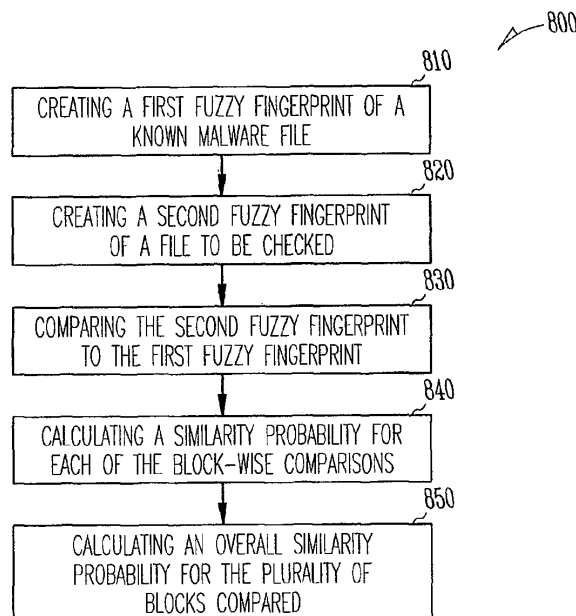 800
810
CREATING A FIRST FUZZY FINGERPRINT OF A
KNOWN MALWARE FILE
820
CREATING A SECOND FUZZY FINGERPRINT
OF A FILE TO BE CHECKED
830
COMPARING THE SECOND FUZZY FINGERPRINT
TO THE FIRST FUZZY FINGERPRINT
840
CALCULATING A SIMILARITY PROBABILITY FOR
EACH OF THE BLOCK-WISE COMPARISONS
850
CALCULATING AN OVERALL SIMILARITY
PROBABILITY FOR THE PLURALITY OF
BLOCKS COMPARED